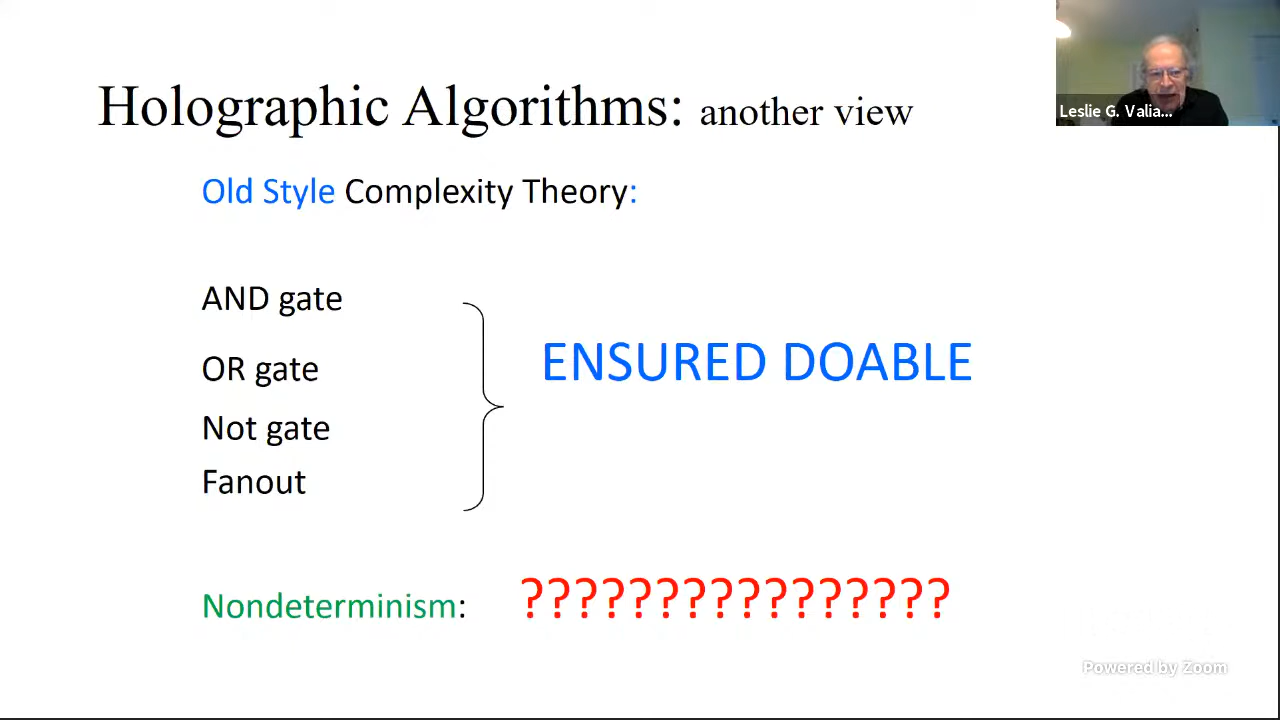 Holographic Algorithms: another view
Leslie G. Valia...
Old Style Complexity Theory:
AND gate
OR gate
Not gate
Fanout
ENSURED DOABLE
Nondeterminism: ????????????????
Powered by Zoom